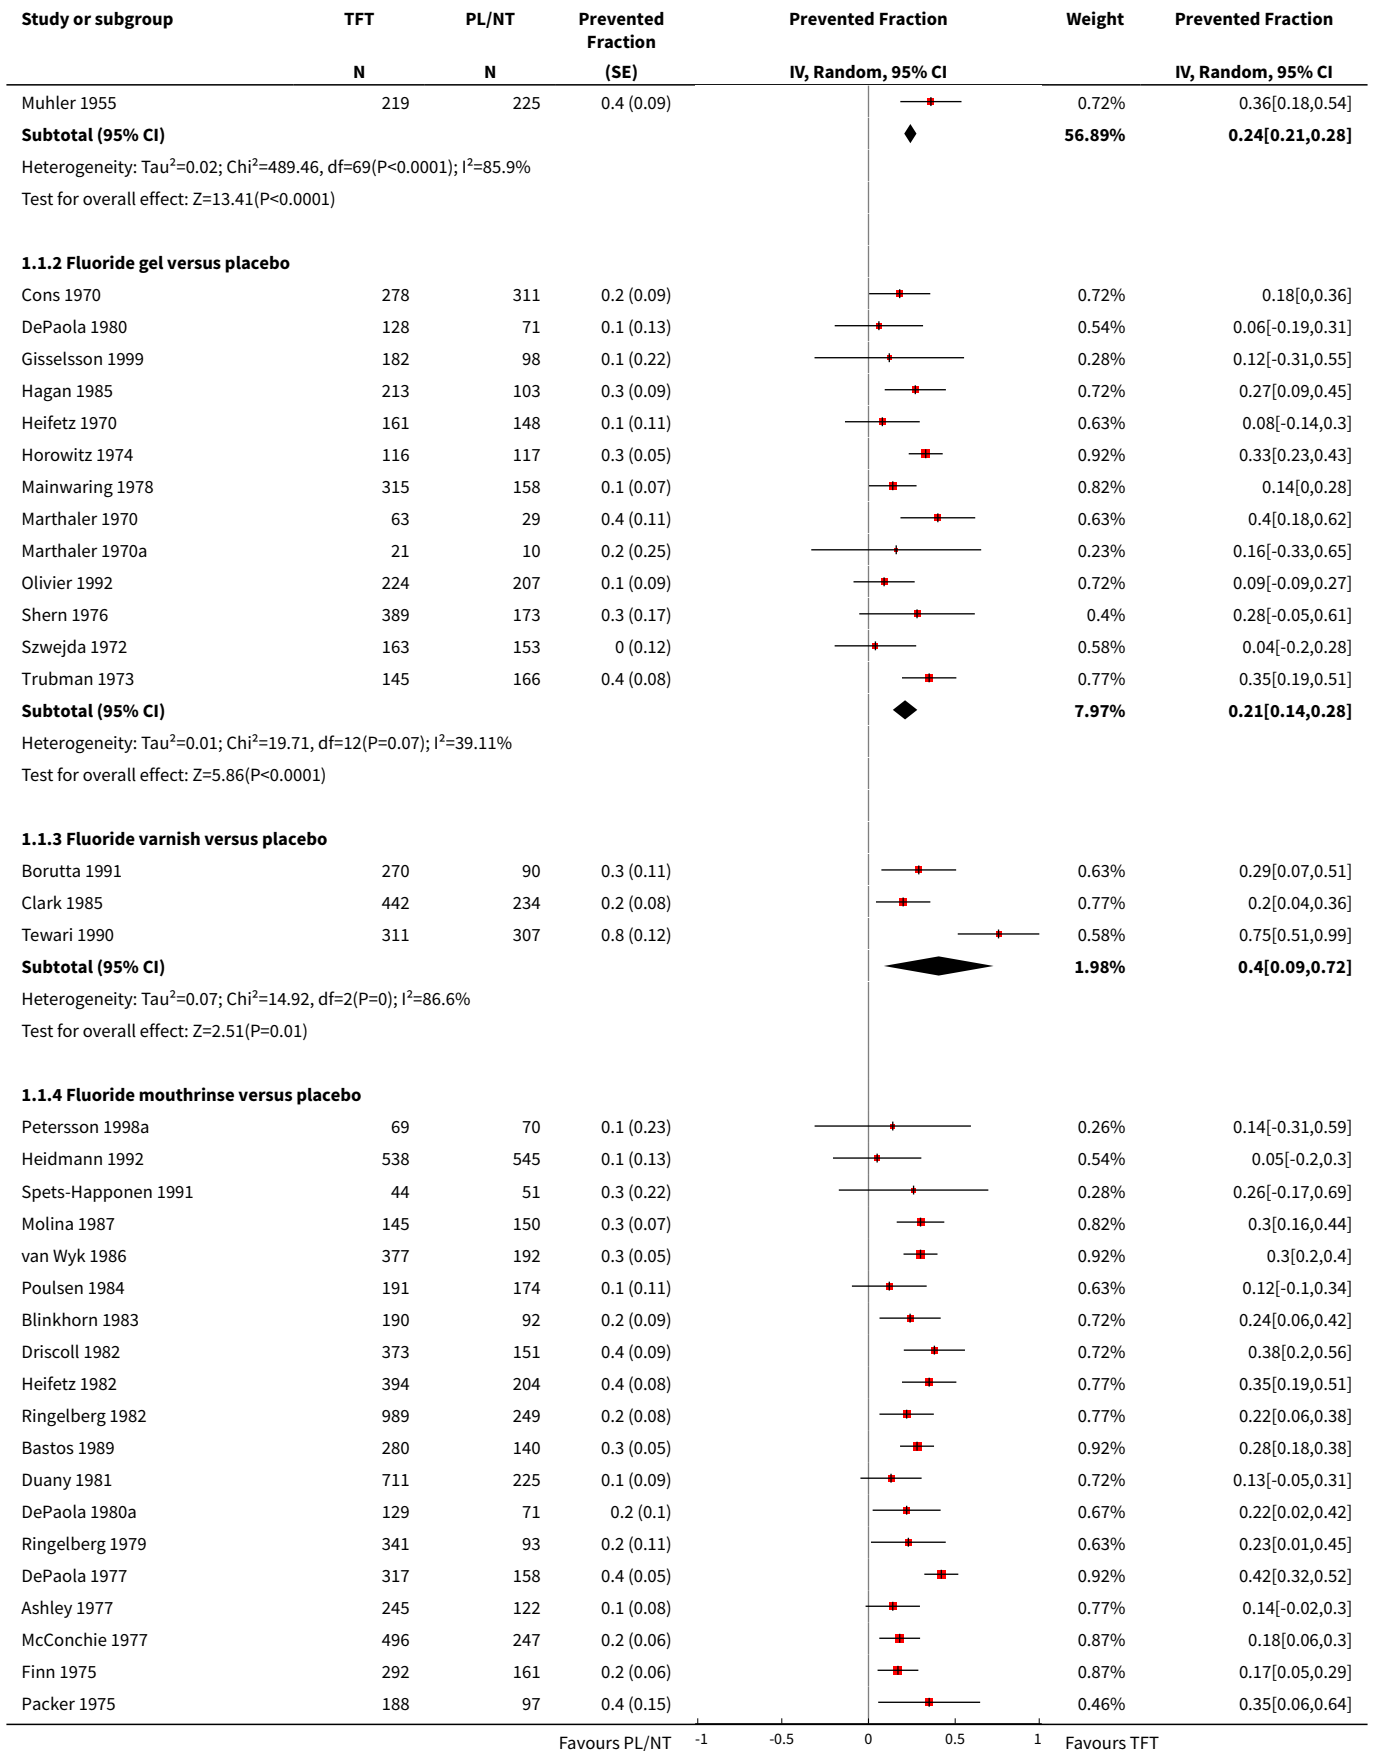 Study or subgroup TFT PL/NT Prevented Fraction Prevented Fraction Weight Prevented Fraction
N N (SE) IV, Random, 95% CI IV, Random, 95% CI
Muhler 1955 219 225 0.4 (0.09) 0.72% 0.36[0.18,0.54]
Subtotal (95% CI) 56.89% 0.24[0.21,0.28]
Heterogeneity: Tau²=0.02; Chi²=489.46, df=69(P<0.0001); I²=85.9%
Test for overall effect: Z=13.41(P<0.0001)
1.1.2 Fluoride gel versus placebo
Cons 1970 278 311 0.2 (0.09) 0.72% 0.18[0,0.36]
DePaola 1980 128 71 0.1 (0.13) 0.54% 0.06[-0.19,0.31]
Gisselsson 1999 182 98 0.1 (0.22) 0.28% 0.12[-0.31,0.55]
Hagan 1985 213 103 0.3 (0.09) 0.72% 0.27[0.09,0.45]
Heifetz 1970 161 148 0.1 (0.11) 0.63% 0.08[-0.14,0.3]
Horowitz 1974 116 117 0.3 (0.05) 0.92% 0.33[0.23,0.43]
Mainwaring 1978 315 158 0.1 (0.07) 0.82% 0.14[0,0.28]
Marthaler 1970 63 29 0.4 (0.11) 0.63% 0.4[0.18,0.62]
Marthaler 1970a 21 10 0.2 (0.25) 0.23% 0.16[-0.33,0.65]
Olivier 1992 224 207 0.1 (0.09) 0.72% 0.09[-0.09,0.27]
Shern 1976 389 173 0.3 (0.17) 0.4% 0.28[-0.05,0.61]
Szwejda 1972 163 153 0 (0.12) 0.58% 0.04[-0.2,0.28]
Trubman 1973 145 166 0.4 (0.08) 0.77% 0.35[0.19,0.51]
Subtotal (95% CI) 7.97% 0.21[0.14,0.28]
Heterogeneity: Tau²=0.01; Chi²=19.71, df=12(P=0.07); I²=39.11%
Test for overall effect: Z=5.86(P<0.0001)
1.1.3 Fluoride varnish versus placebo
Borutta 1991 270 90 0.3 (0.11) 0.63% 0.29[0.07,0.51]
Clark 1985 442 234 0.2 (0.08) 0.77% 0.2[0.04,0.36]
Tewari 1990 311 307 0.8 (0.12) 0.58% 0.75[0.51,0.99]
Subtotal (95% CI) 1.98% 0.4[0.09,0.72]
Heterogeneity: Tau²=0.07; Chi²=14.92, df=2(P=0); I²=86.6%
Test for overall effect: Z=2.51(P=0.01)
1.1.4 Fluoride mouthrinse versus placebo
Petersson 1998a 69 70 0.1 (0.23) 0.26% 0.14[-0.31,0.59]
Heidmann 1992 538 545 0.1 (0.13) 0.54% 0.05[-0.2,0.3]
Spets-Happonen 1991 44 51 0.3 (0.22) 0.28% 0.26[-0.17,0.69]
Molina 1987 145 150 0.3 (0.07) 0.82% 0.3[0.16,0.44]
van Wyk 1986 377 192 0.3 (0.05) 0.92% 0.3[0.2,0.4]
Poulsen 1984 191 174 0.1 (0.11) 0.63% 0.12[-0.1,0.34]
Blinkhorn 1983 190 92 0.2 (0.09) 0.72% 0.24[0.06,0.42]
Driscoll 1982 373 151 0.4 (0.09) 0.72% 0.38[0.2,0.56]
Heifetz 1982 394 204 0.4 (0.08) 0.77% 0.35[0.19,0.51]
Ringelberg 1982 989 249 0.2 (0.08) 0.77% 0.22[0.06,0.38]
Bastos 1989 280 140 0.3 (0.05) 0.92% 0.28[0.18,0.38]
Duany 1981 711 225 0.1 (0.09) 0.72% 0.13[-0.05,0.31]
DePaola 1980a 129 71 0.2 (0.1) 0.67% 0.22[0.02,0.42]
Ringelberg 1979 341 93 0.2 (0.11) 0.63% 0.23[0.01,0.45]
DePaola 1977 317 158 0.4 (0.05) 0.92% 0.42[0.32,0.52]
Ashley 1977 245 122 0.1 (0.08) 0.77% 0.14[-0.02,0.3]
McConchie 1977 496 247 0.2 (0.06) 0.87% 0.18[0.06,0.3]
Finn 1975 292 161 0.2 (0.06) 0.87% 0.17[0.05,0.29]
Packer 1975 188 97 0.4 (0.15) 0.46% 0.35[0.06,0.64]
Favours PL/NT -1 -0.5 0 0.5 1 Favours TFT